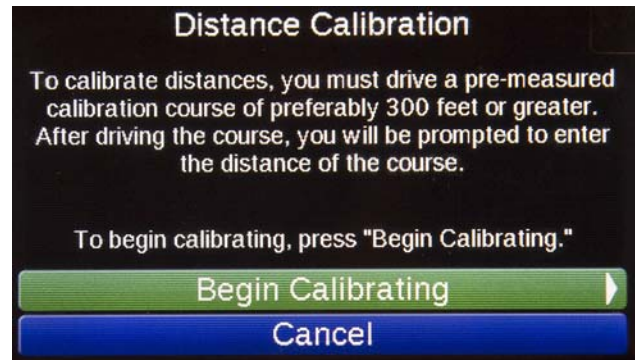 Distance Calibration
To calibrate distances, you must drive a pre-measured
calibration course of preferably 300 feet or greater.
After driving the course, you will be prompted to enter
the distance of the course.
To begin calibrating, press "Begin Calibrating."
Begin Calibrating
Cancel